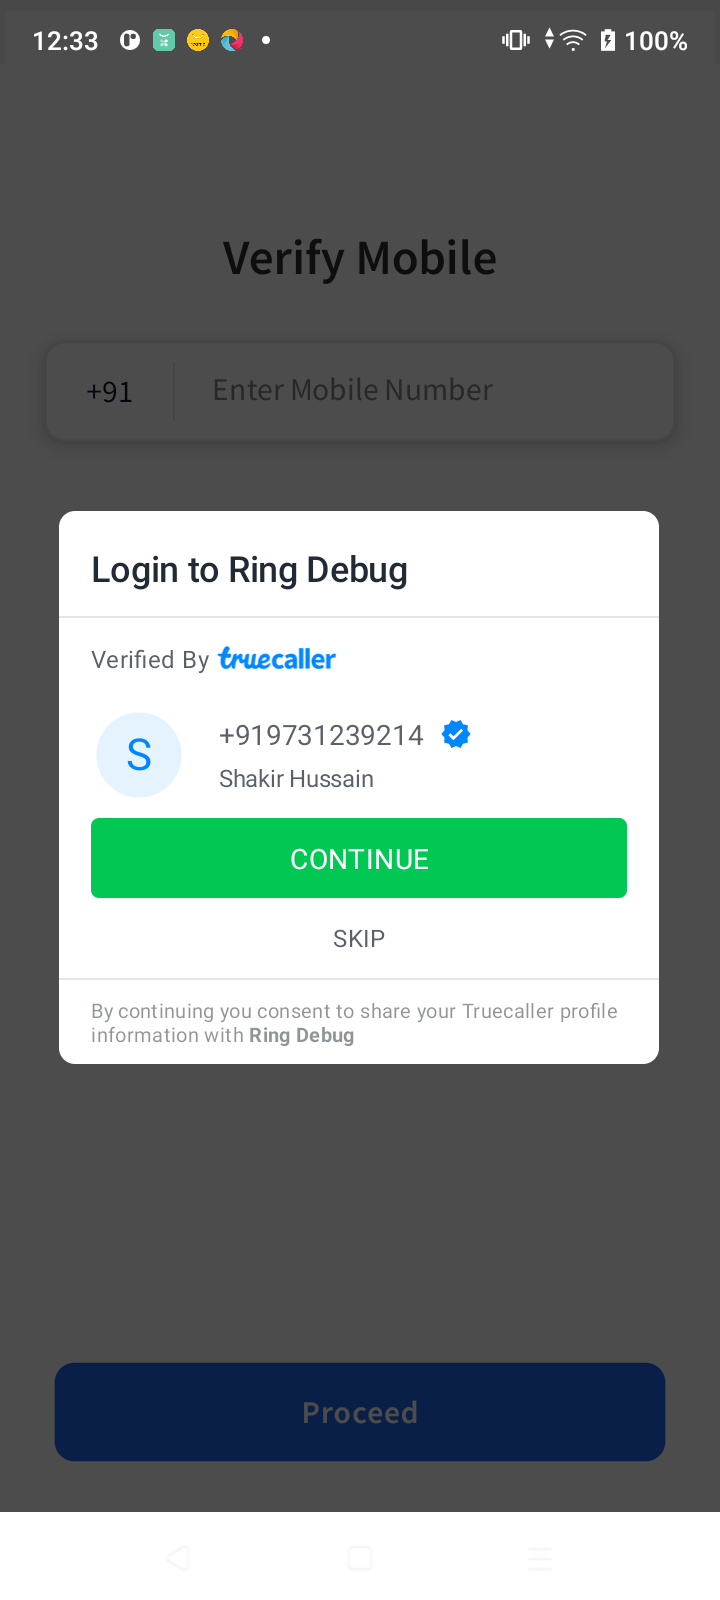 12:33
100%
Verify Mobile
+91
Enter Mobile Number
Login to Ring Debug
Verified By truecaller
S
+919731239214
Shakir Hussain
CONTINUE
SKIP
By continuing you consent to share your Truecaller profile
information with Ring Debug
Proceed